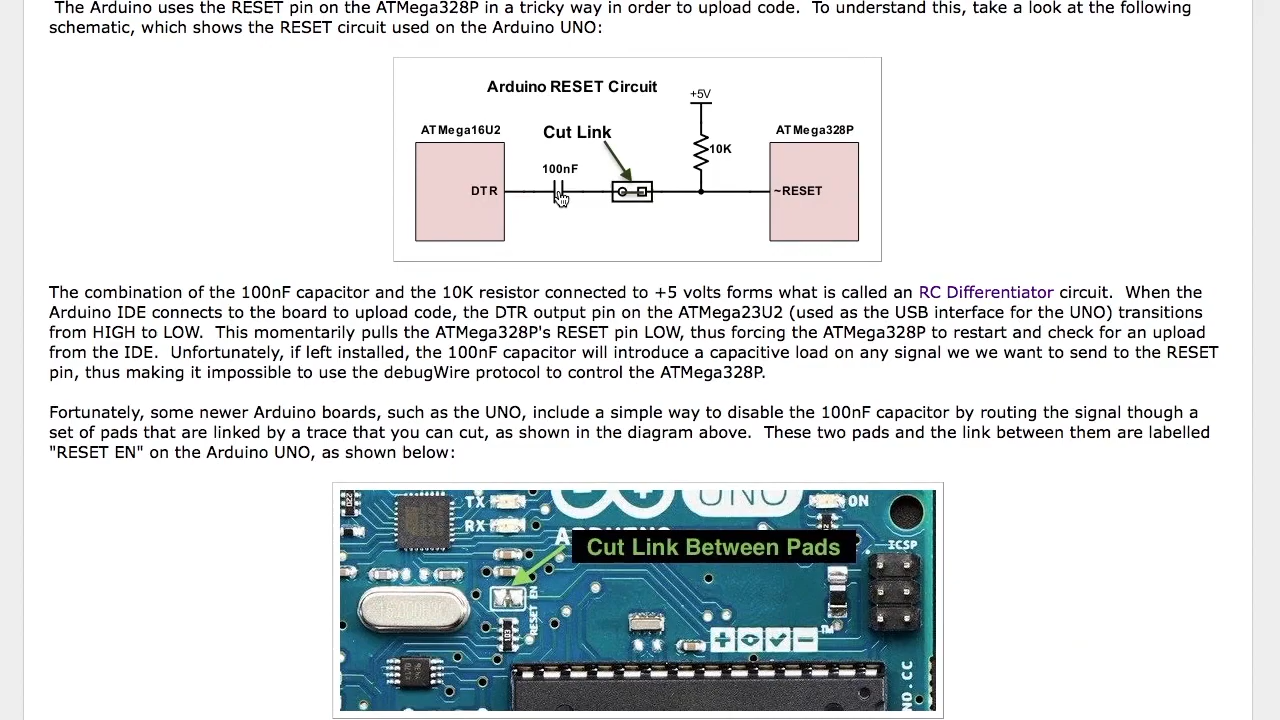 The Arduino uses the RESET pin on the ATMega328P in a tricky way in order to upload code.  To understand this, take a look at the following
schematic, which shows the RESET circuit used on the Arduino UNO:
Arduino RESET Circuit
+5V
ATMega16U2
Cut Link
ATMega328P
10K
100nF
DTR
~RESET
The combination of the 100nF capacitor and the 10K resistor connected to +5 volts forms what is called an RC Differentiator circuit.  When the
Arduino IDE connects to the board to upload code, the DTR output pin on the ATMega23U2 (used as the USB interface for the UNO) transitions
from HIGH to LOW.  This momentarily pulls the ATMega328P's RESET pin LOW, thus forcing the ATMega328P to restart and check for an upload
from the IDE.  Unfortunately, if left installed, the 100nF capacitor will introduce a capacitive load on any signal we we want to send to the RESET
pin, thus making it impossible to use the debugWire protocol to control the ATMega328P.
Fortunately, some newer Arduino boards, such as the UNO, include a simple way to disable the 100nF capacitor by routing the signal though a
set of pads that are linked by a trace that you can cut, as shown in the diagram above.  These two pads and the link between them are labelled
"RESET EN" on the Arduino UNO, as shown below:
TX
UNO
ON
RX
Cut Link Between Pads
ICSP
RESET EN
103
TM
NO.CC